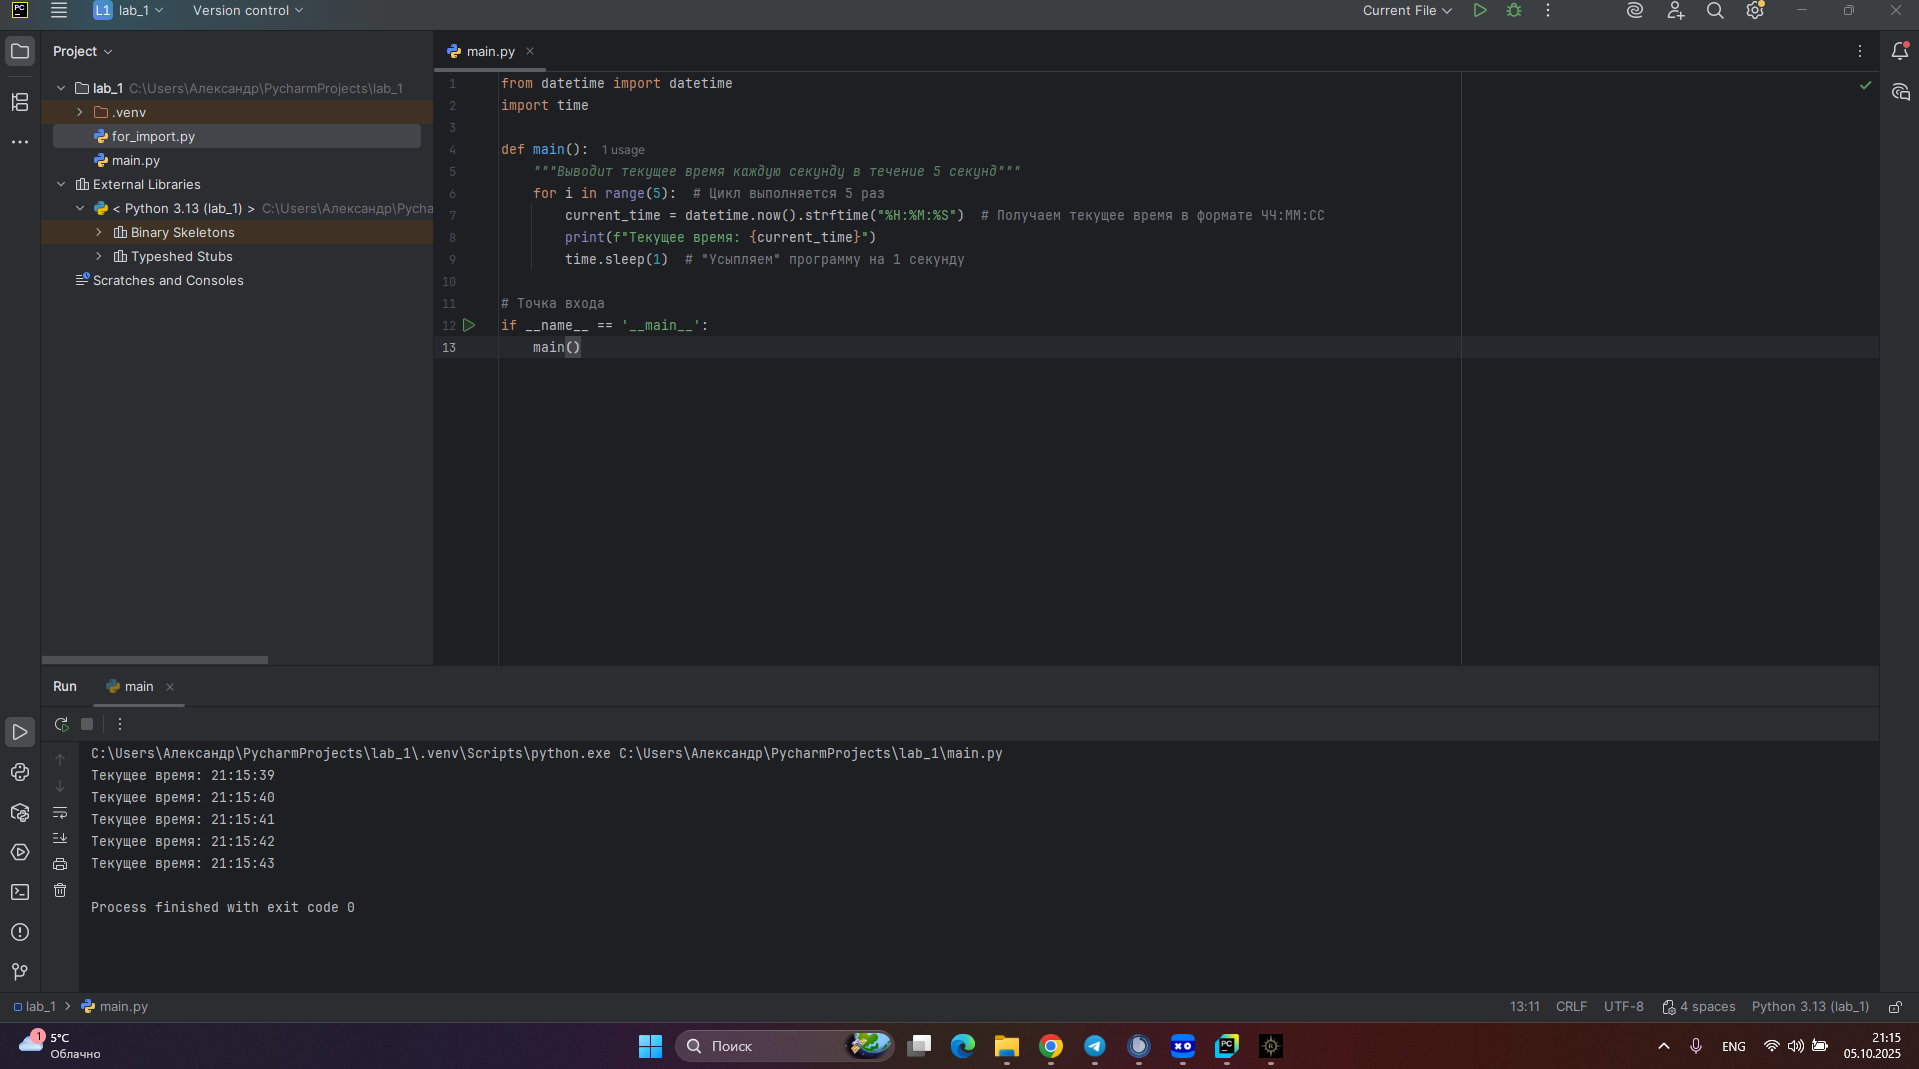 PC L1 lab_1 Version control Current File
Project
main.py
lab_1 C:\Users\Александр\PycharmProjects\lab_1
.venv
for_import.py
main.py
External Libraries
< Python 3.13 (lab_1) > C:\Users\Александр\Pycha
Binary Skeletons
Typeshed Stubs
Scratches and Consoles
1 from datetime import datetime
2 import time
3
4 def main(): 1 usage
5 """Выводит текущее время каждую секунду в течение 5 секунд"""
6 for i in range(5): # Цикл выполняется 5 раз
7 current_time = datetime.now().strftime("%H:%M:%S") # Получаем текущее время в формате ЧЧ:ММ:СС
8 print(f"Текущее время: {current_time}")
9 time.sleep(1) # "Усыпляем" программу на 1 секунду
10
11 # Точка входа
12 if __name__ == '__main__':
13 main()
Run main
C:\Users\Александр\PycharmProjects\lab_1\.venv\Scripts\python.exe C:\Users\Александр\PycharmProjects\lab_1\main.py
Текущее время: 21:15:39
Текущее время: 21:15:40
Текущее время: 21:15:41
Текущее время: 21:15:42
Текущее время: 21:15:43
Process finished with exit code 0
lab_1 main.py 13:11 CRLF UTF-8 4 spaces Python 3.13 (lab_1)
1 5°C
Облачно
Поиск
PC
ENG
21:15
05.10.2025